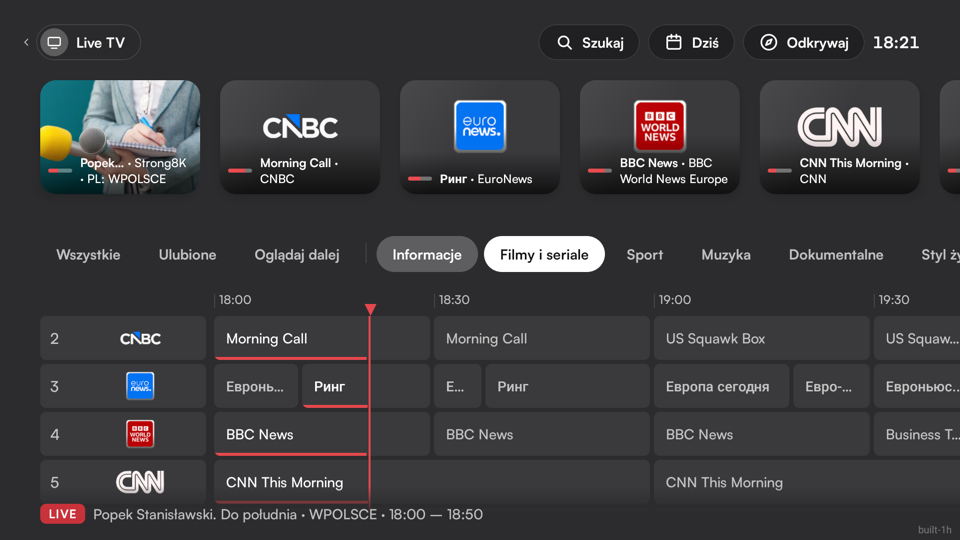 Live TV
Szukaj
Dziś
Odkrywaj
18:21
Popek... · Strong8K
· PL: WPOLSCE
CNBC
Morning Call ·
CNBC
euro
news.
Ринг · EuroNews
BBC
WORLD
NEWS
BBC News · BBC
World News Europe
CNN
CNN This Morning ·
CNN
Wszystkie
Ulubione
Oglądaj dalej
Informacje
Filmy i seriale
Sport
Muzyka
Dokumentalne
Styl ży
18:00
18:30
19:00
19:30
2
CNBC
Morning Call
Morning Call
US Squawk Box
US Squaw...
3
euro
news.
Евронь...
Ринг
Е...
Ринг
Европа сегодня
Евро-...
Евроньюс...
4
BBC
WORLD
NEWS
BBC News
BBC News
BBC News
Business T...
5
CNN
CNN This Morning
CNN This Morning
LIVE
Popek Stanisławski. Do południa · WPOLSCE · 18:00 — 18:50
built-1h